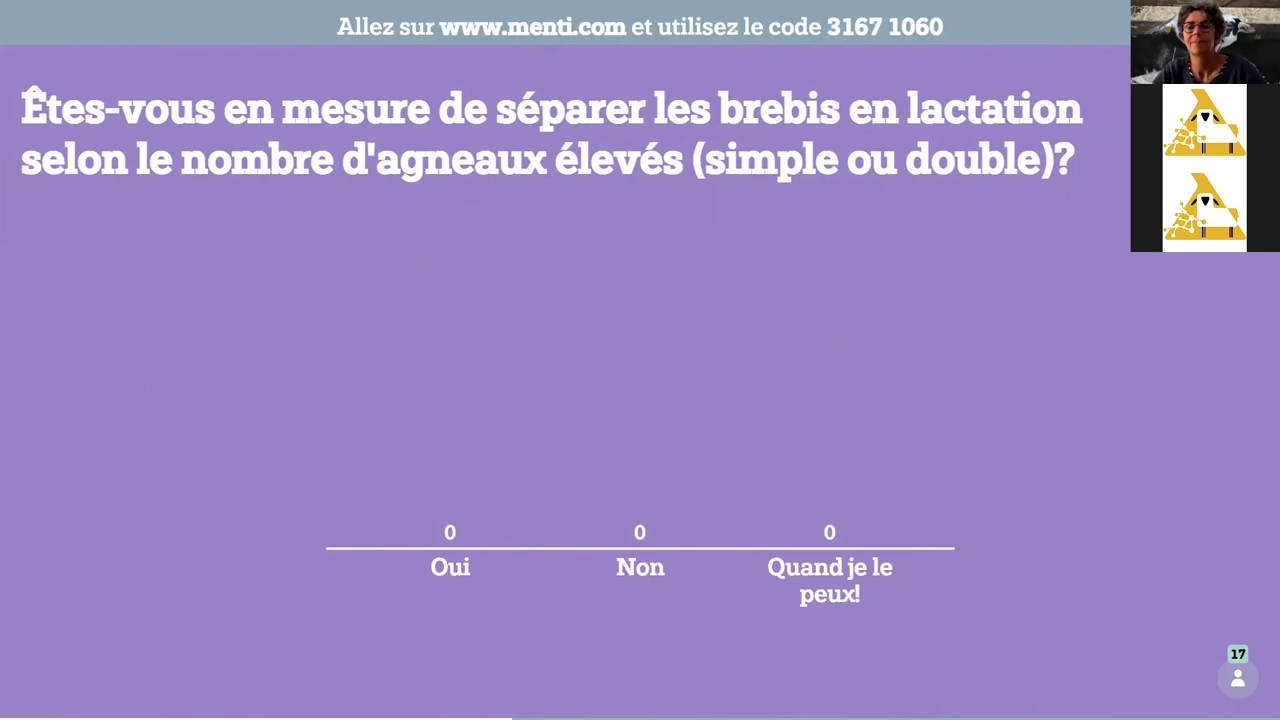 Allez sur www.menti.com et utilisez le code 3167 1060
Êtes-vous en mesure de séparer les brebis en lactation
selon le nombre d'agneaux élevés (simple ou double)?
0 0 0
Oui Non Quand je le
peux!
17